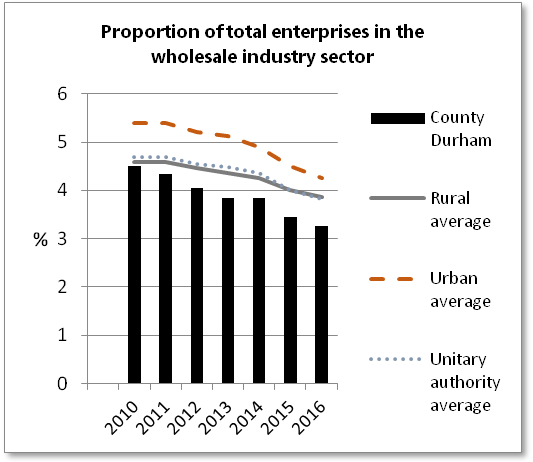 Proportion of total enterprises in the
wholesale industry sector
6
5
4
3
2
1
0
%
2010
2011
2012
2013
2014
2015
2016
County
Durham
Rural
average
Urban
average
Unitary
authority
average